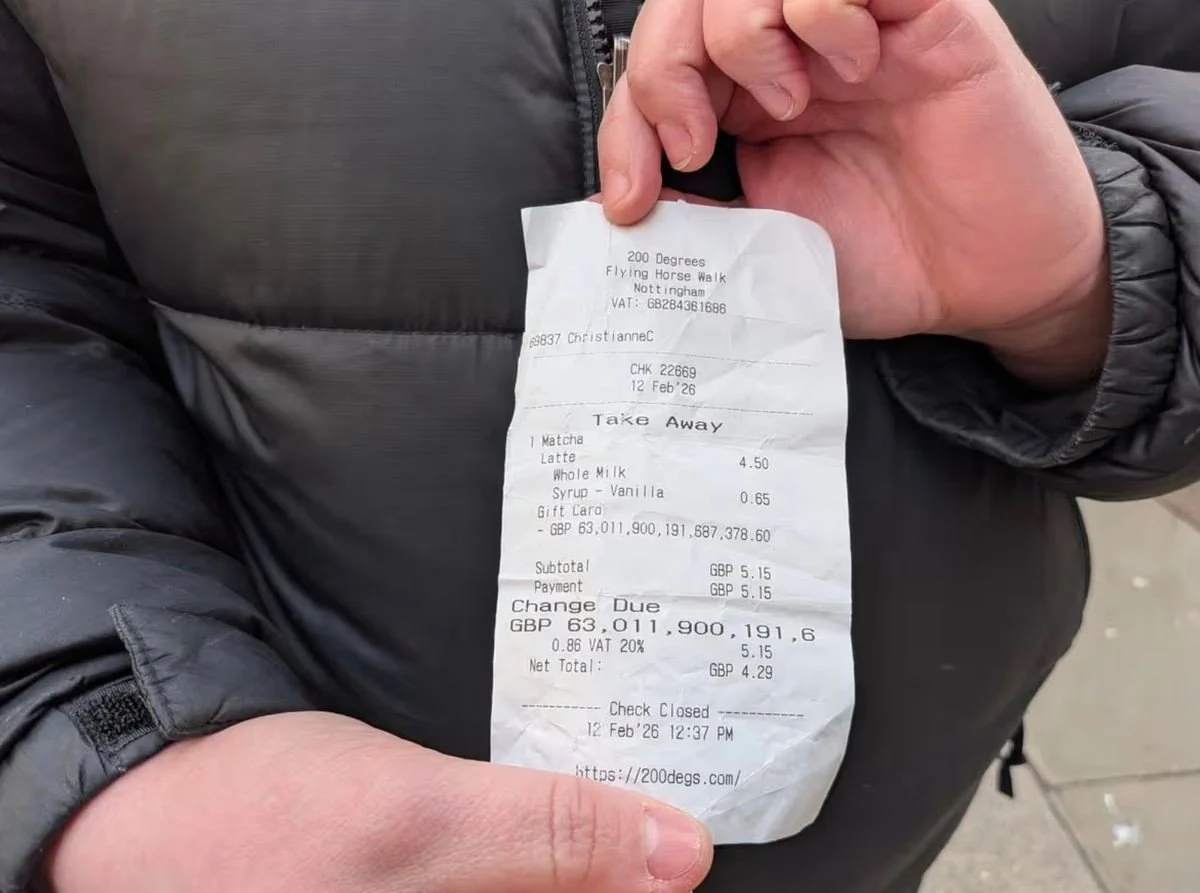 200 Degrees
Flying Horse Walk
Nottingham
VAT: GB284361686
69837 ChristianneC
CHK 22669
12 Feb'26
Take Away
1 Matcha
Latte 4.50
Whole Milk
Syrup - Vanilla 0.65
Gift Card
- GBP 63,011,900,191,687,378.60
Subtotal GBP 5.15
Payment GBP 5.15
Change Due
GBP 63,011,900,191,6
0.86 VAT 20% 5.15
Net Total: GBP 4.29
----------- Check Closed -----------
12 Feb'26 12:37 PM
https://200degs.com/